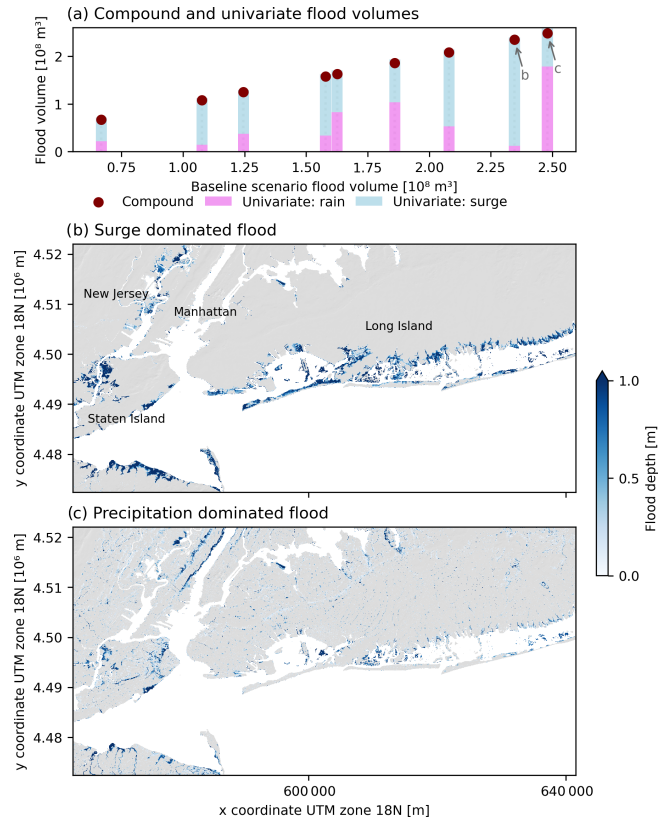 (a) Compound and univariate flood volumes
Flood volume [10⁸ m³]
2
1
0
b
c
0.75 1.00 1.25 1.50 1.75 2.00 2.25 2.50
Baseline scenario flood volume [10⁸ m³]
Compound Univariate: rain Univariate: surge
(b) Surge dominated flood
y coordinate UTM zone 18N [10⁶ m]
4.52
4.51
4.50
4.49
4.48
New Jersey
Manhattan
Long Island
Staten Island
(c) Precipitation dominated flood
y coordinate UTM zone 18N [10⁶ m]
4.52
4.51
4.50
4.49
4.48
600 000 640 000
x coordinate UTM zone 18N [m]
1.0
0.5
0.0
Flood depth [m]